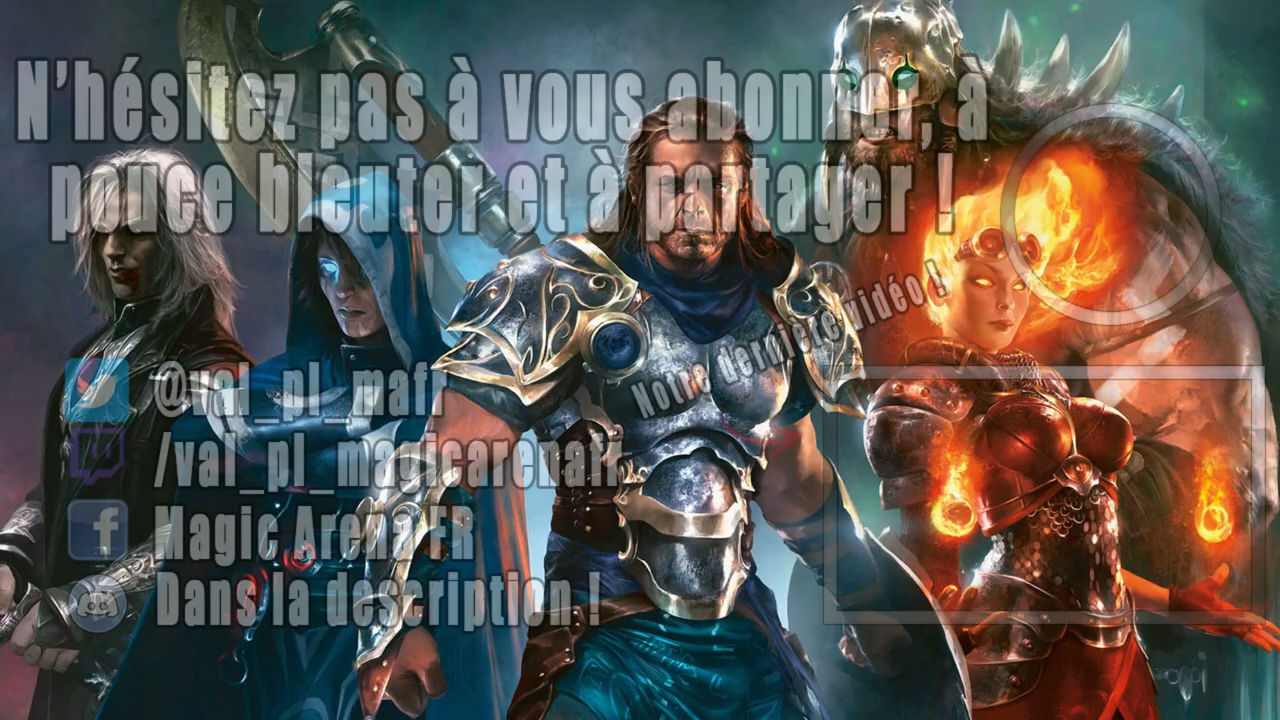 N'hésitez pas à vous abonner, à
pouce bleuter et à partager !
Notre dernière vidéo !
@val_pl_mafr
/val_pl_magicarenafr
Magic Arena FR
Dans la description !